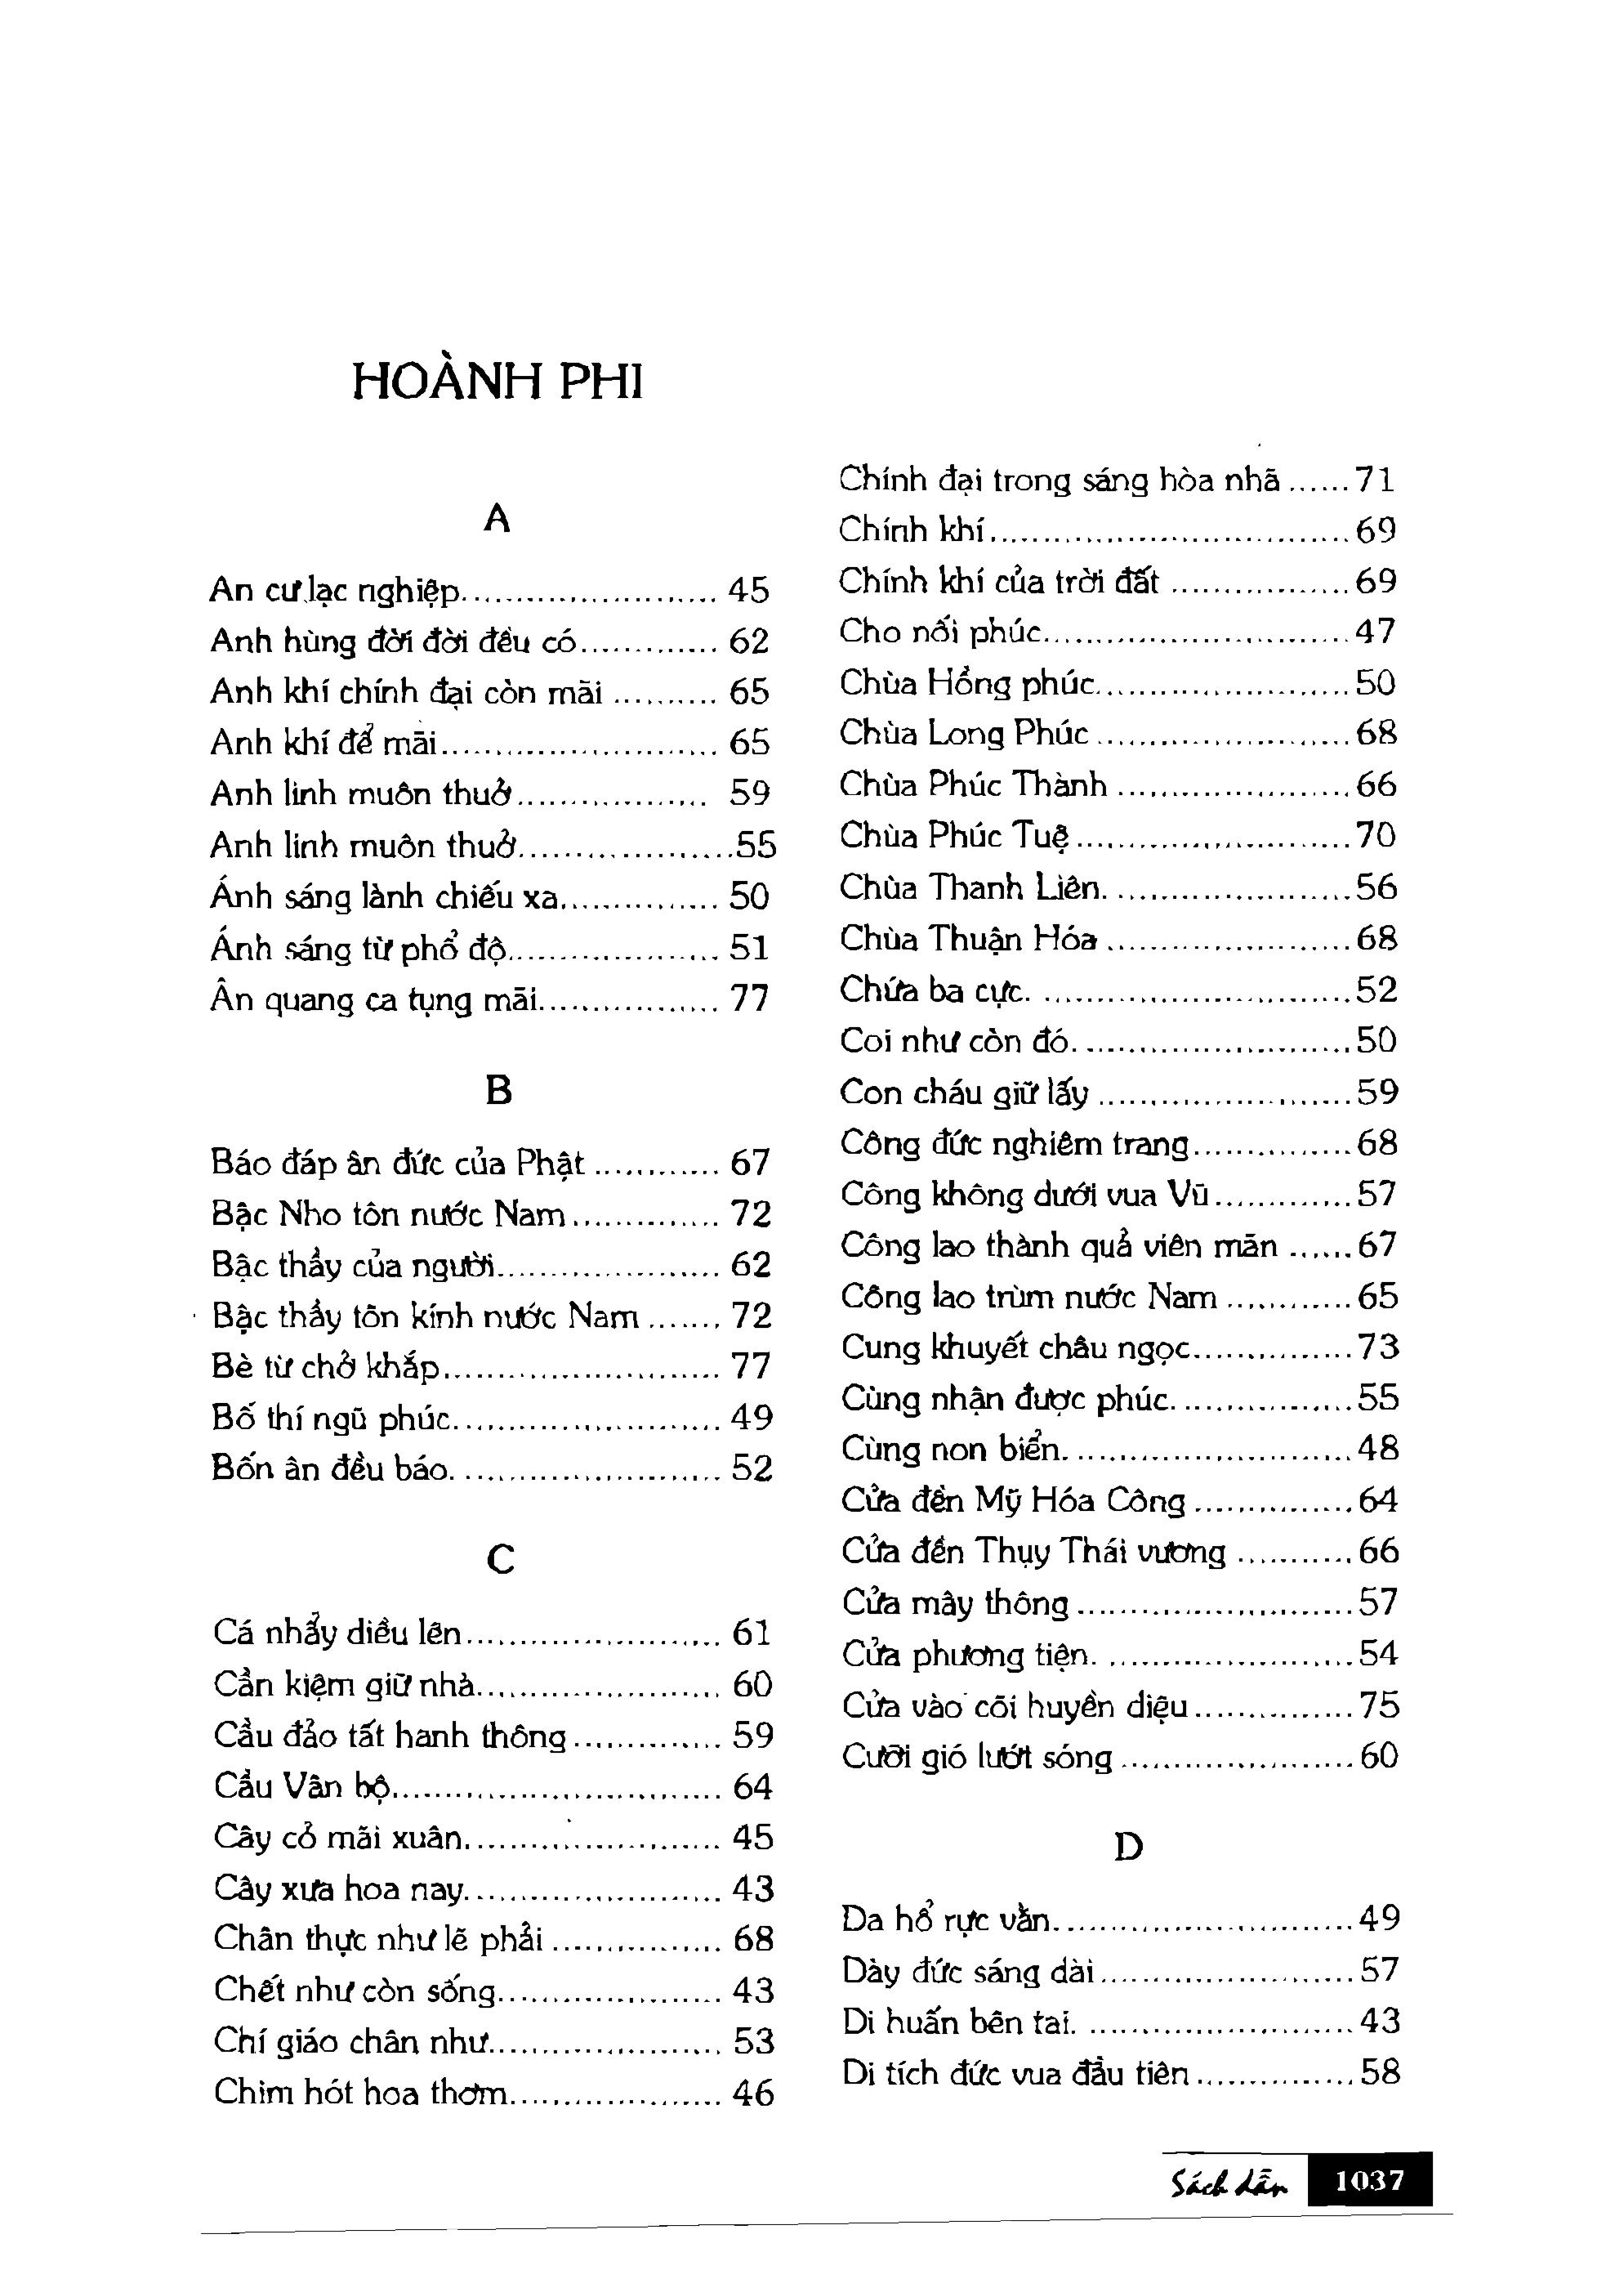 HOÀNH PHI
A
An cư lạc nghiệp........................ 45
Anh hùng đời đời đều có............. 62
Anh khí chính đại còn mãi .......... 65
Anh khí để mãi.......................... 65
Anh linh muôn thuở.................. 59
Anh linh muôn thuở.....................55
Ánh sáng lành chiếu xa............... 50
Ánh sáng từ phổ độ.................... 51
Ân quang ca tụng mãi................. 77
B
Báo đáp ân đức của Phật ............ 67
Bậc Nho tôn nước Nam.............. 72
Bậc thầy của người..................... 62
Bậc thầy tôn kính nước Nam ....... 72
Bè từ chở khắp.......................... 77
Bố thí ngũ phúc......................... 49
Bốn ân đều báo......................... 52
C
Cá nhẩy diều lên........................ 61
Cần kiệm giữ nhà....................... 60
Cầu đảo tất hanh thông.............. 59
Cầu Vân bộ............................... 64
Cây cỏ mãi xuân........................ 45
Cây xưa hoa nay........................ 43
Chân thực như lẽ phải ................ 68
Chết như còn sống..................... 43
Chí giáo chân như...................... 53
Chim hót hoa thơm.................... 46
Chính đại trong sáng hòa nhã ......71
Chính khí...................................69
Chính khí của trời đất .................69
Cho nối phúc.............................47
Chùa Hồng phúc........................50
Chùa Long Phúc ........................68
Chùa Phúc Thành ......................66
Chùa Phúc Tuệ..........................70
Chùa Thanh Liên. ......................56
Chùa Thuận Hóa .......................68
Chứa ba cực. .............................52
Coi như còn đó..........................50
Con cháu giữ lấy ........................59
Công đức nghiêm trang...............68
Công không dưới vua Vũ.............57
Công lao thành quả viên mãn ......67
Công lao trùm nước Nam ............65
Cung khuyết châu ngọc...............73
Cùng nhận được phúc.................55
Cùng non biển...........................48
Cửa đền Mỹ Hóa Công ...............64
Cửa đền Thụy Thái vương ...........66
Cửa mây thông ..........................57
Cửa phương tiện. .......................54
Cửa vào cõi huyền diệu...............75
Cưỡi gió lướt sóng ......................60
D
Da hổ rực vằn............................49
Dày đức sáng dài........................57
Di huấn bên tai. .........................43
Di tích đức vua đầu tiên ..............58
Sách dẫn 1037